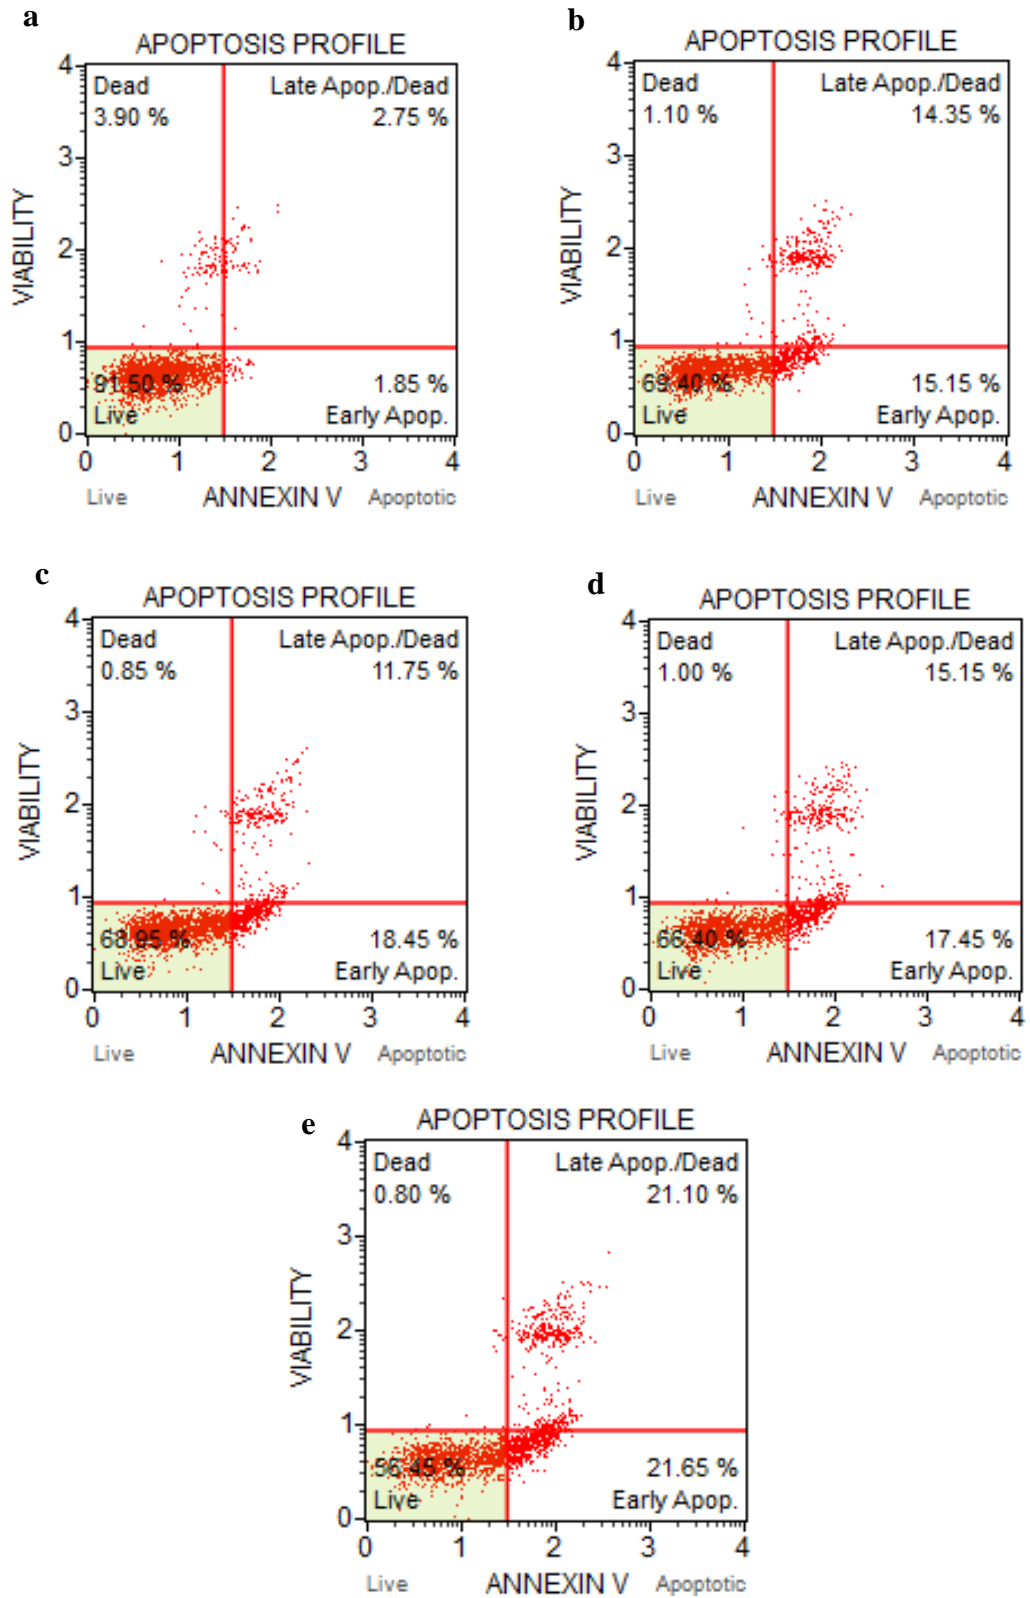 a
APOPTOSIS PROFILE
4
3
2
1
0
VIABILITY
Dead
3.90 %
Late Apop./Dead
2.75 %
91.50 %
Live
1.85 %
Early Apop.
0 1 2 3 4
Live ANNEXIN V Apoptotic
b
APOPTOSIS PROFILE
4
3
2
1
0
VIABILITY
Dead
1.10 %
Late Apop./Dead
14.35 %
69.40 %
Live
15.15 %
Early Apop.
0 1 2 3 4
Live ANNEXIN V Apoptotic
c
APOPTOSIS PROFILE
4
3
2
1
0
VIABILITY
Dead
0.85 %
Late Apop./Dead
11.75 %
68.95 %
Live
18.45 %
Early Apop.
0 1 2 3 4
Live ANNEXIN V Apoptotic
d
APOPTOSIS PROFILE
4
3
2
1
0
VIABILITY
Dead
1.00 %
Late Apop./Dead
15.15 %
66.40 %
Live
17.45 %
Early Apop.
0 1 2 3 4
Live ANNEXIN V Apoptotic
e
APOPTOSIS PROFILE
4
3
2
1
0
VIABILITY
Dead
0.80 %
Late Apop./Dead
21.10 %
56.45 %
Live
21.65 %
Early Apop.
0 1 2 3 4
Live ANNEXIN V Apoptotic